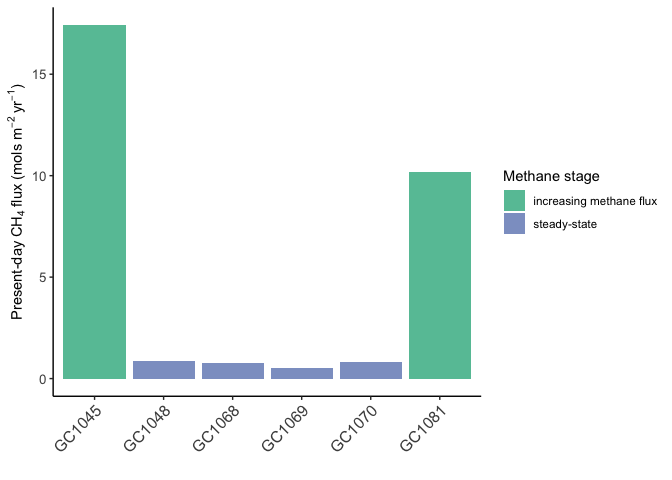 Present-day CH₄ flux (mols m⁻² yr⁻¹)
15
10
5
0
GC1045
GC1048
GC1068
GC1069
GC1070
GC1081
Methane stage
increasing methane flux
steady-state